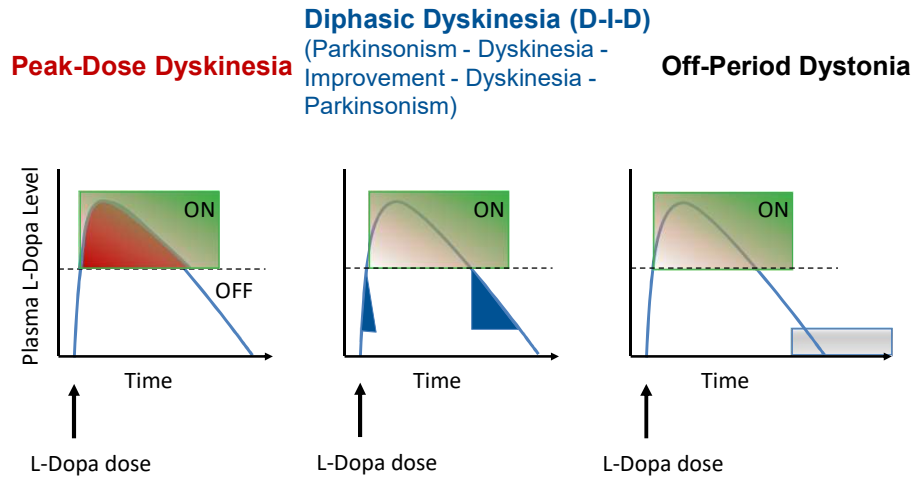 Peak-Dose Dyskinesia
Diphasic Dyskinesia (D-I-D)
(Parkinsonism - Dyskinesia -
Improvement - Dyskinesia -
Parkinsonism)
Off-Period Dystonia
Plasma L-Dopa Level
ON
OFF
Time
L-Dopa dose
ON
Time
L-Dopa dose
ON
Time
L-Dopa dose